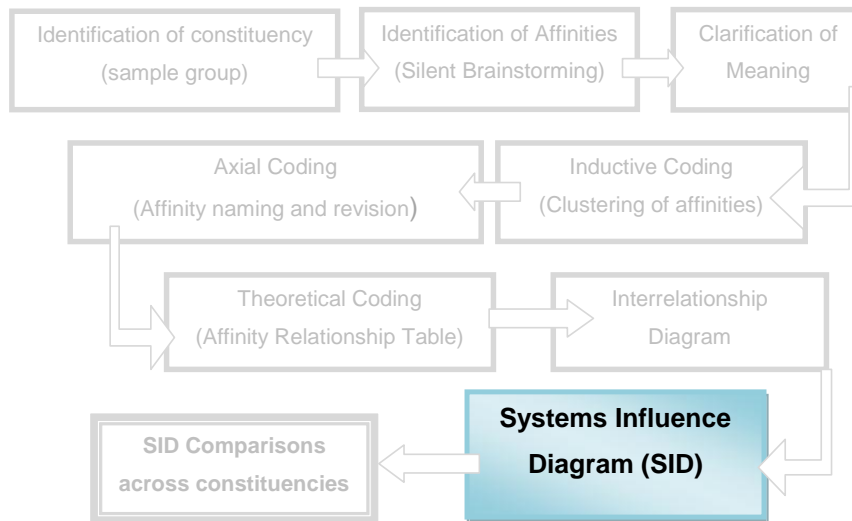 Identification of constituency
(sample group)
Identification of Affinities
(Silent Brainstorming)
Clarification of
Meaning
Inductive Coding
(Clustering of affinities)
Axial Coding
(Affinity naming and revision)
Theoretical Coding
(Affinity Relationship Table)
Interrelationship
Diagram
Systems Influence
Diagram (SID)
SID Comparisons
across constituencies